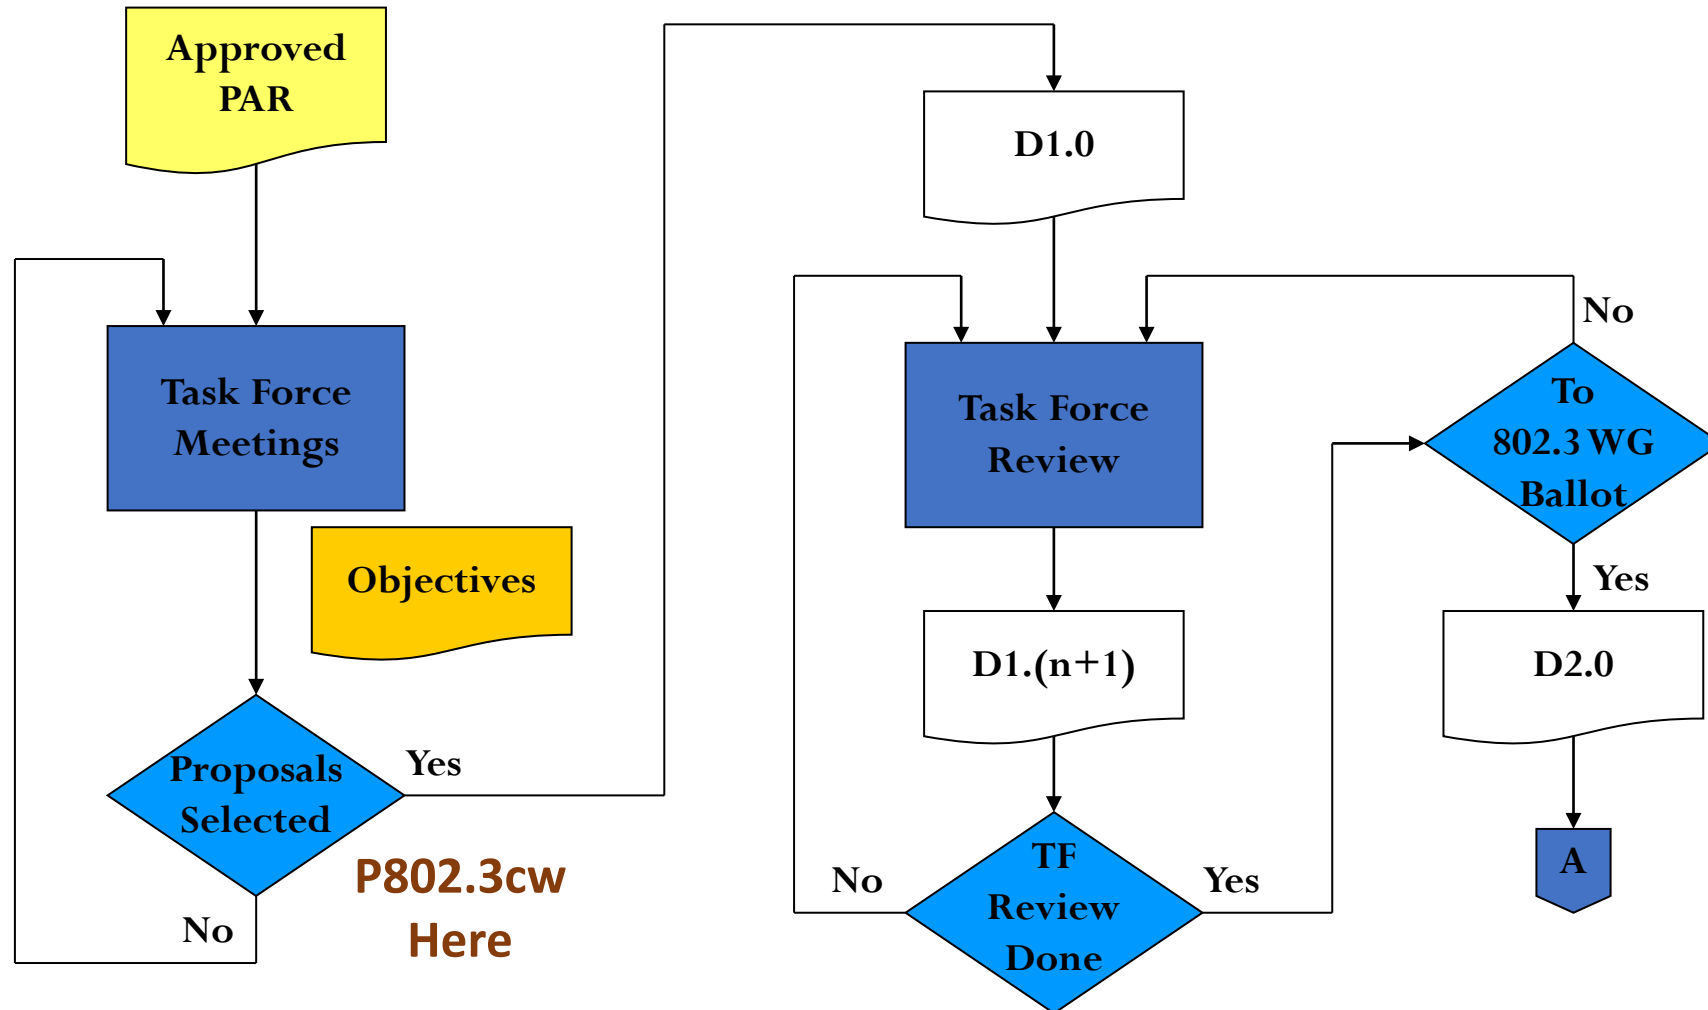 Approved
PAR
Task Force
Meetings
Objectives
Proposals
Selected
Yes
No
P802.3cw
Here
D1.0
Task Force
Review
D1.(n+1)
TF
Review
Done
No
Yes
To
802.3 WG
Ballot
No
Yes
D2.0
A